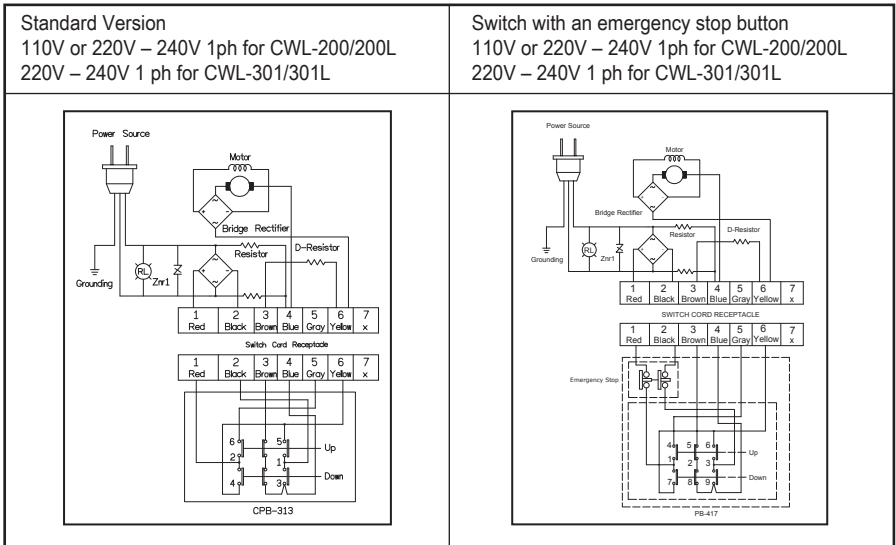 Standard Version
110V or 220V – 240V 1ph for CWL-200/200L
220V – 240V 1 ph for CWL-301/301L
Power Source
Motor
~
+ -
~
Bridge Rectifier
Resistor
D-Resistor
RL
Znr1
~
+ -
~
Grounding
1 2 3 4 5 6 7
Red Black Brown Blue Gray Yellow x
Switch Cord Receptacle
1 2 3 4 5 6 7
Red Black Brown Blue Gray Yellow x
6 5
Up
2 1
Down
4 3
CPB-313
Switch with an emergency stop button
110V or 220V – 240V 1ph for CWL-200/200L
220V – 240V 1 ph for CWL-301/301L
Power Source
Motor
~
+ -
~
Bridge Rectifier
Resistor
D-Resistor
RL
Znr1
~
+ -
~
Grounding
1 2 3 4 5 6 7
Red Black Brown Blue Gray Yellow x
SWITCH CORD RECEPTACLE
1 2 3 4 5 6 7
Red Black Brown Blue Gray Yellow x
Emergency Stop
4 5 6
Up
1 2 3
Down
7 8 9
PB-417